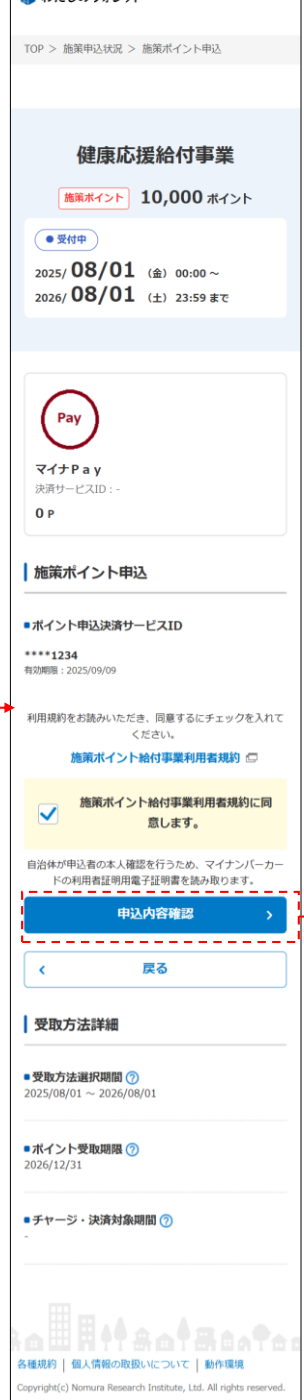 TOP > 施策申込状況 > 施策ポイント申込
健康応援給付事業
施策ポイント 10,000 ポイント
受付中
2025/ 08/01 (金) 00:00 ~
2026/ 08/01 (土) 23:59 まで
Pay
マイナPay
決済サービスID：-
0 P
施策ポイント申込
ポイント申込決済サービスID
****1234
有効期限：2025/09/09
利用規約をお読みいただき、同意するにチェックを入れて
ください。
施策ポイント給付事業利用者規約
施策ポイント給付事業利用者規約に同
意します。
自治体が申込者の本人確認を行うため、マイナンバーカー
ドの利用者証明用電子証明書を読み取ります。
申込内容確認
戻る
受取方法詳細
受取方法選択期間 ?
2025/08/01 ~ 2026/08/01
ポイント受取期限 ?
2026/12/31
チャージ・決済対象期間 ?
-
各種規約 | 個人情報の取扱いについて | 動作環境
Copyright(c) Nomura Research Institute, Ltd. All rights reserved.